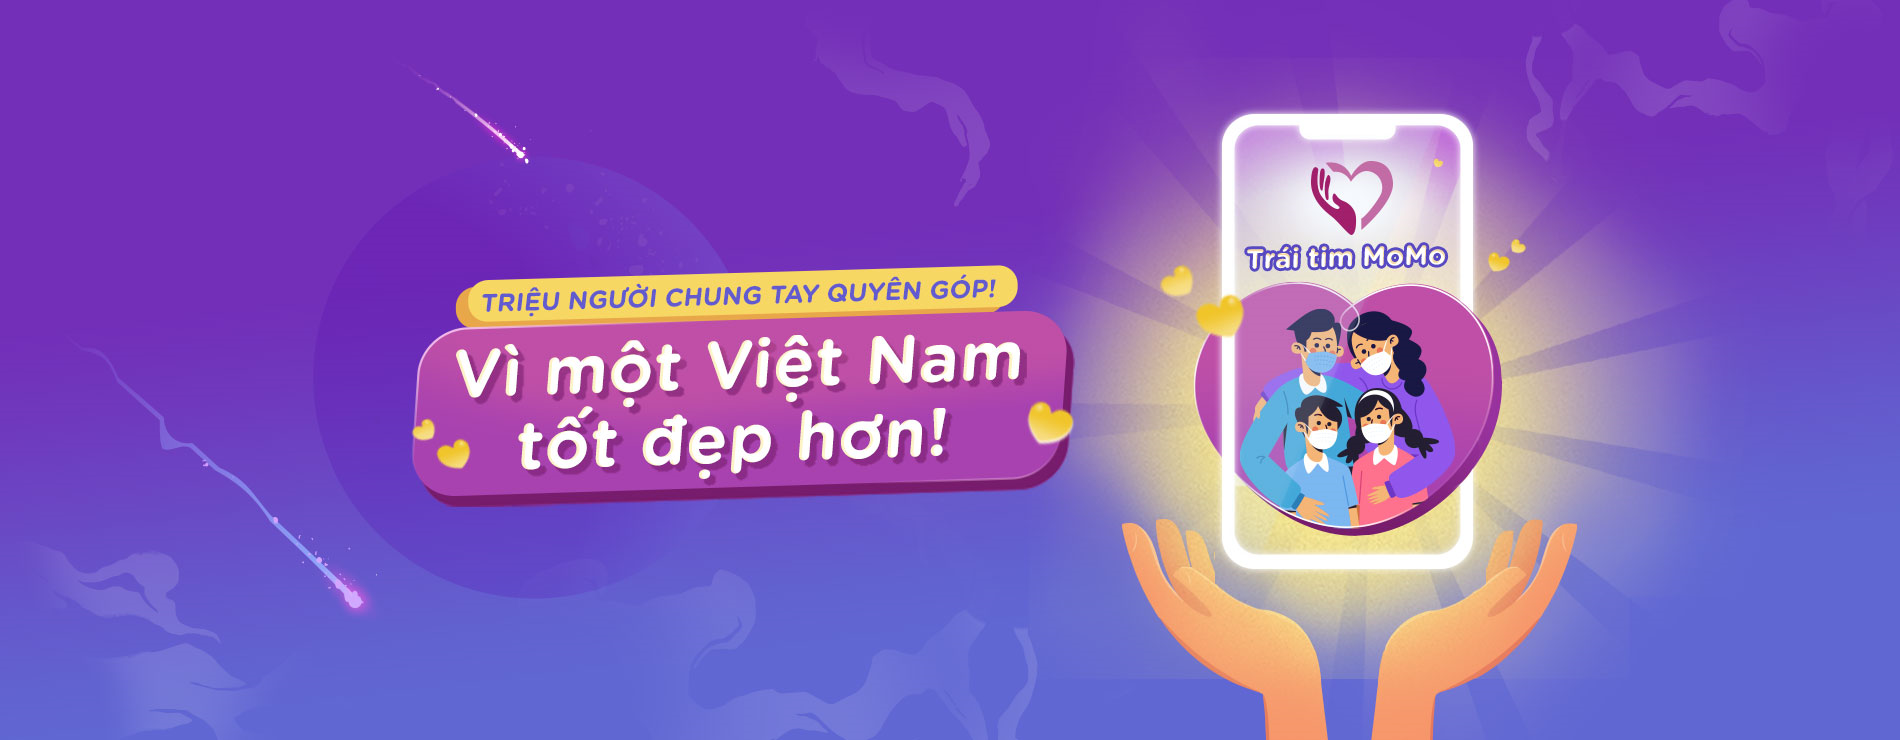 TRIỆU NGƯỜI CHUNG TAY QUYÊN GÓP!
Vì một Việt Nam
tốt đẹp hơn!
Trái tim MoMo